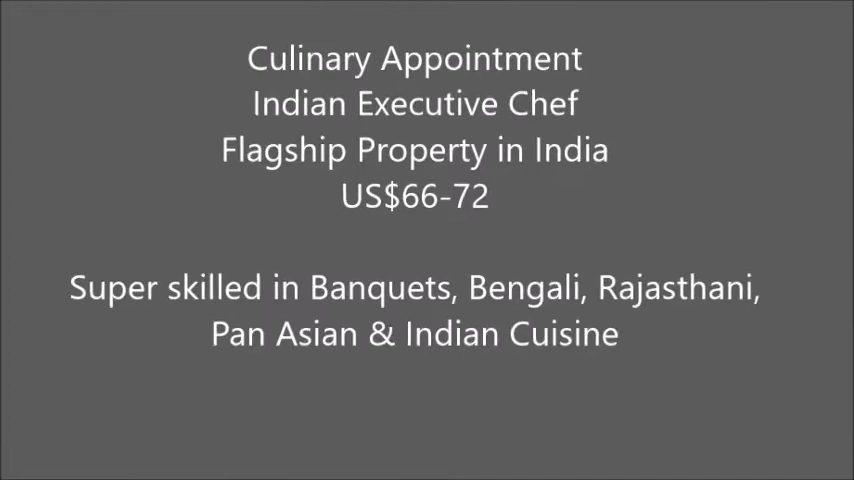 Culinary Appointment
Indian Executive Chef
Flagship Property in India
US$66-72
Super skilled in Banquets, Bengali, Rajasthani,
Pan Asian & Indian Cuisine